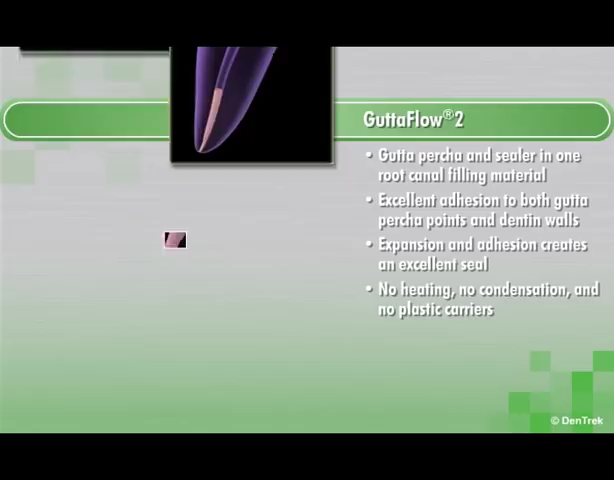 GuttaFlow®2
• Gutta percha and sealer in one
root canal filling material
• Excellent adhesion to both gutta
percha points and dentin walls
• Expansion and adhesion creates
an excellent seal
• No heating, no condensation, and
no plastic carriers
© DenTrek